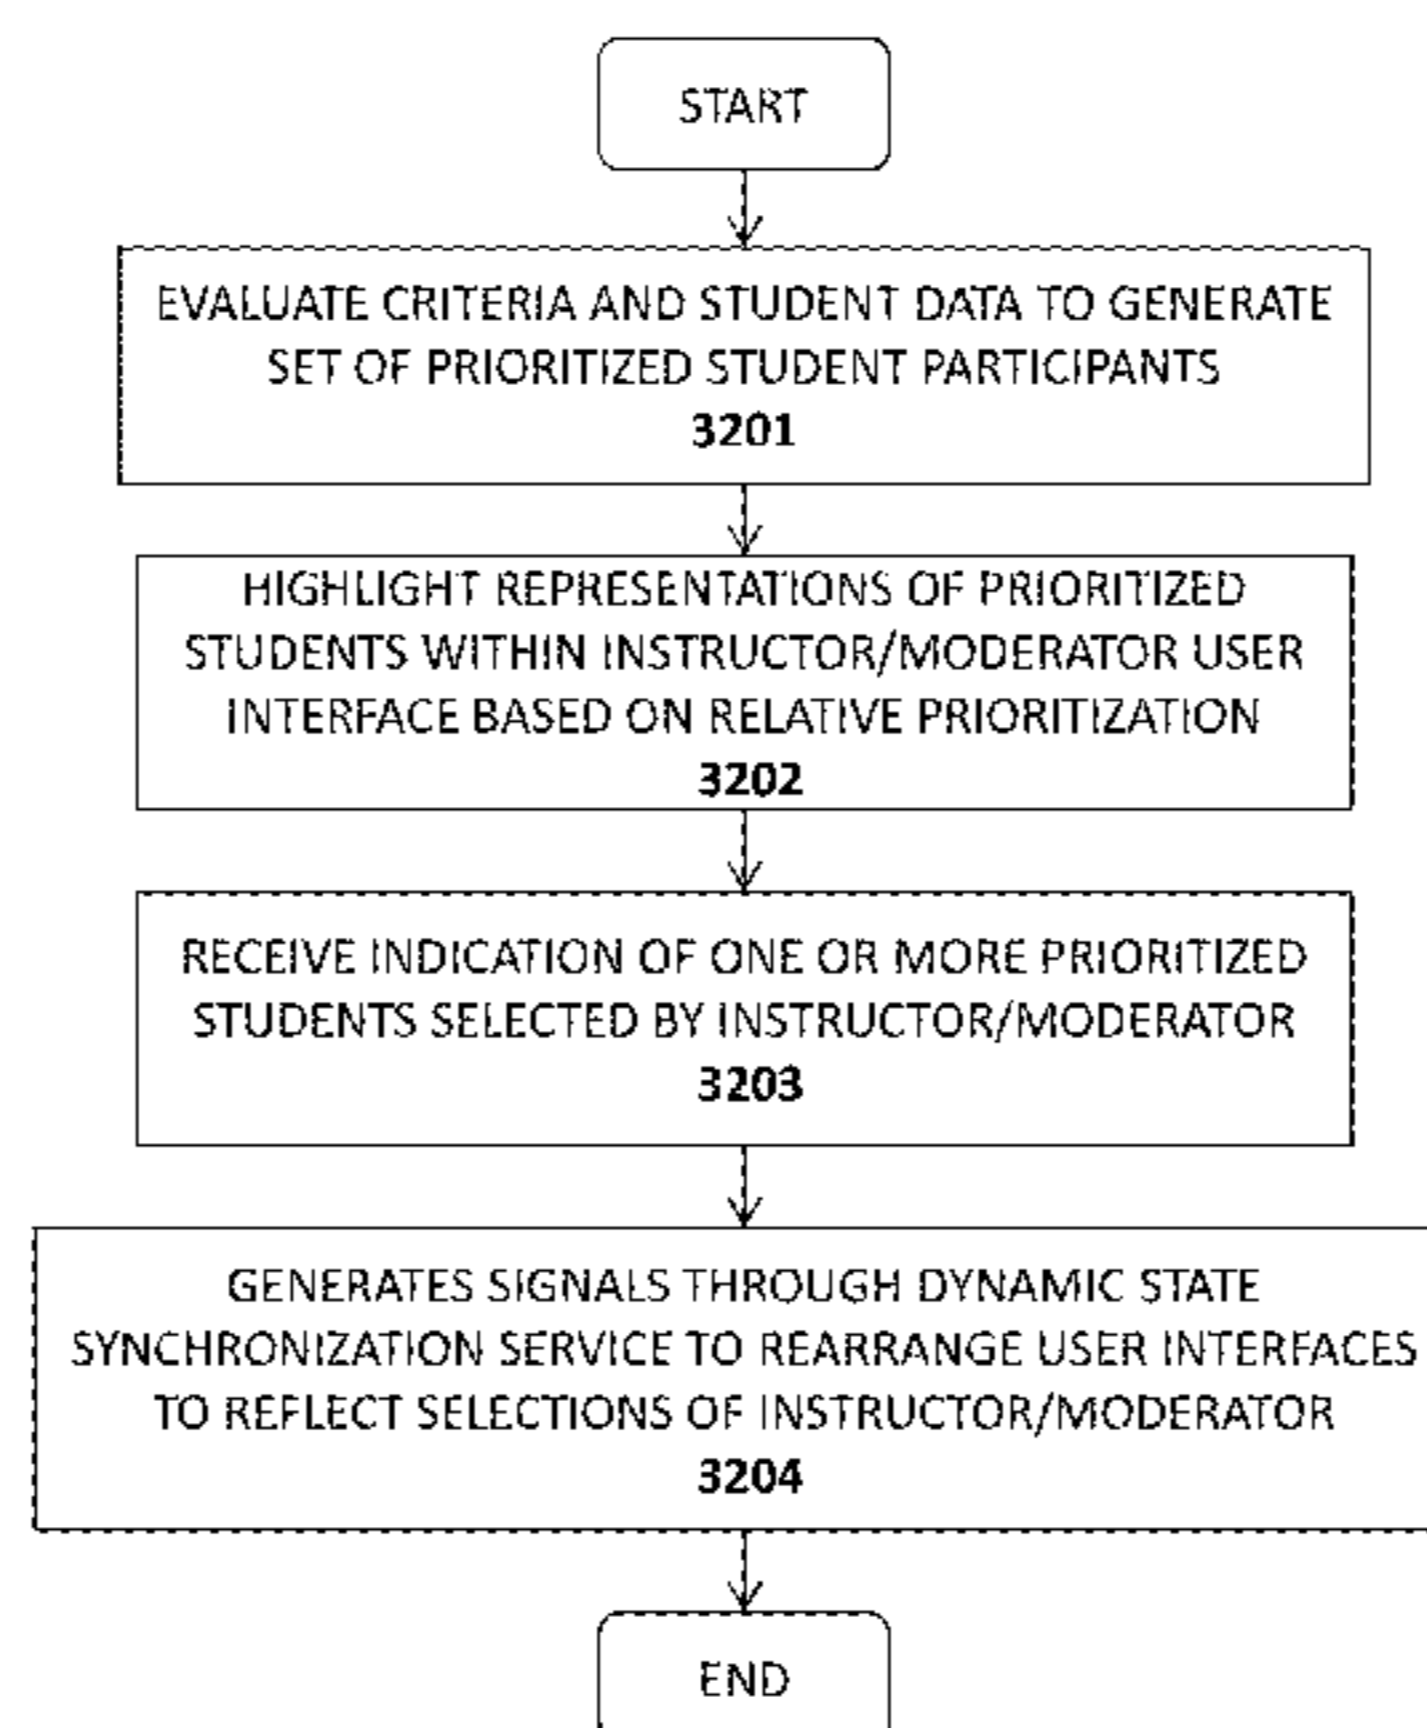 START
EVALUATE CRITERIA AND STUDENT DATA TO GENERATE
SET OF PRIORITIZED STUDENT PARTICIPANTS
3201
HIGHLIGHT REPRESENTATIONS OF PRIORITIZED
STUDENTS WITHIN INSTRUCTOR/MODERATOR USER
INTERFACE BASED ON RELATIVE PRIORITIZATION
3202
RECEIVE INDICATION OF ONE OR MORE PRIORITIZED
STUDENTS SELECTED BY INSTRUCTOR/MODERATOR
3203
GENERATES SIGNALS THROUGH DYNAMIC STATE
SYNCHRONIZATION SERVICE TO REARRANGE USER INTERFACES
TO REFLECT SELECTIONS OF INSTRUCTOR/MODERATOR
3204
END